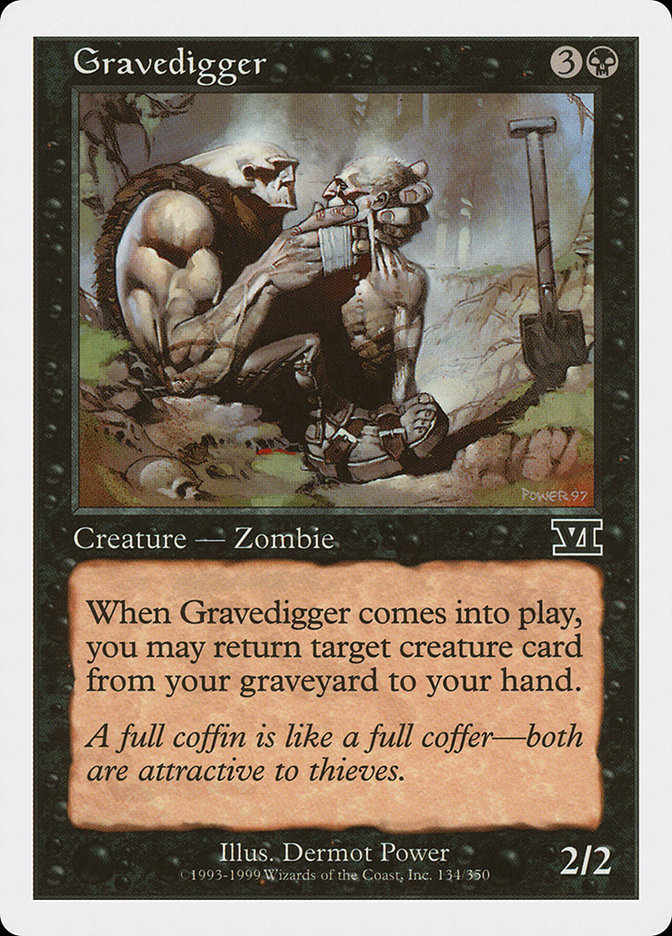 Gravedigger 3
POWER 97
Creature — Zombie
VI
When Gravedigger comes into play,
you may return target creature card
from your graveyard to your hand.
A full coffin is like a full coffer—both
are attractive to thieves.
Illus. Dermot Power
©1993-1999 Wizards of the Coast, Inc. 134/350
2/2